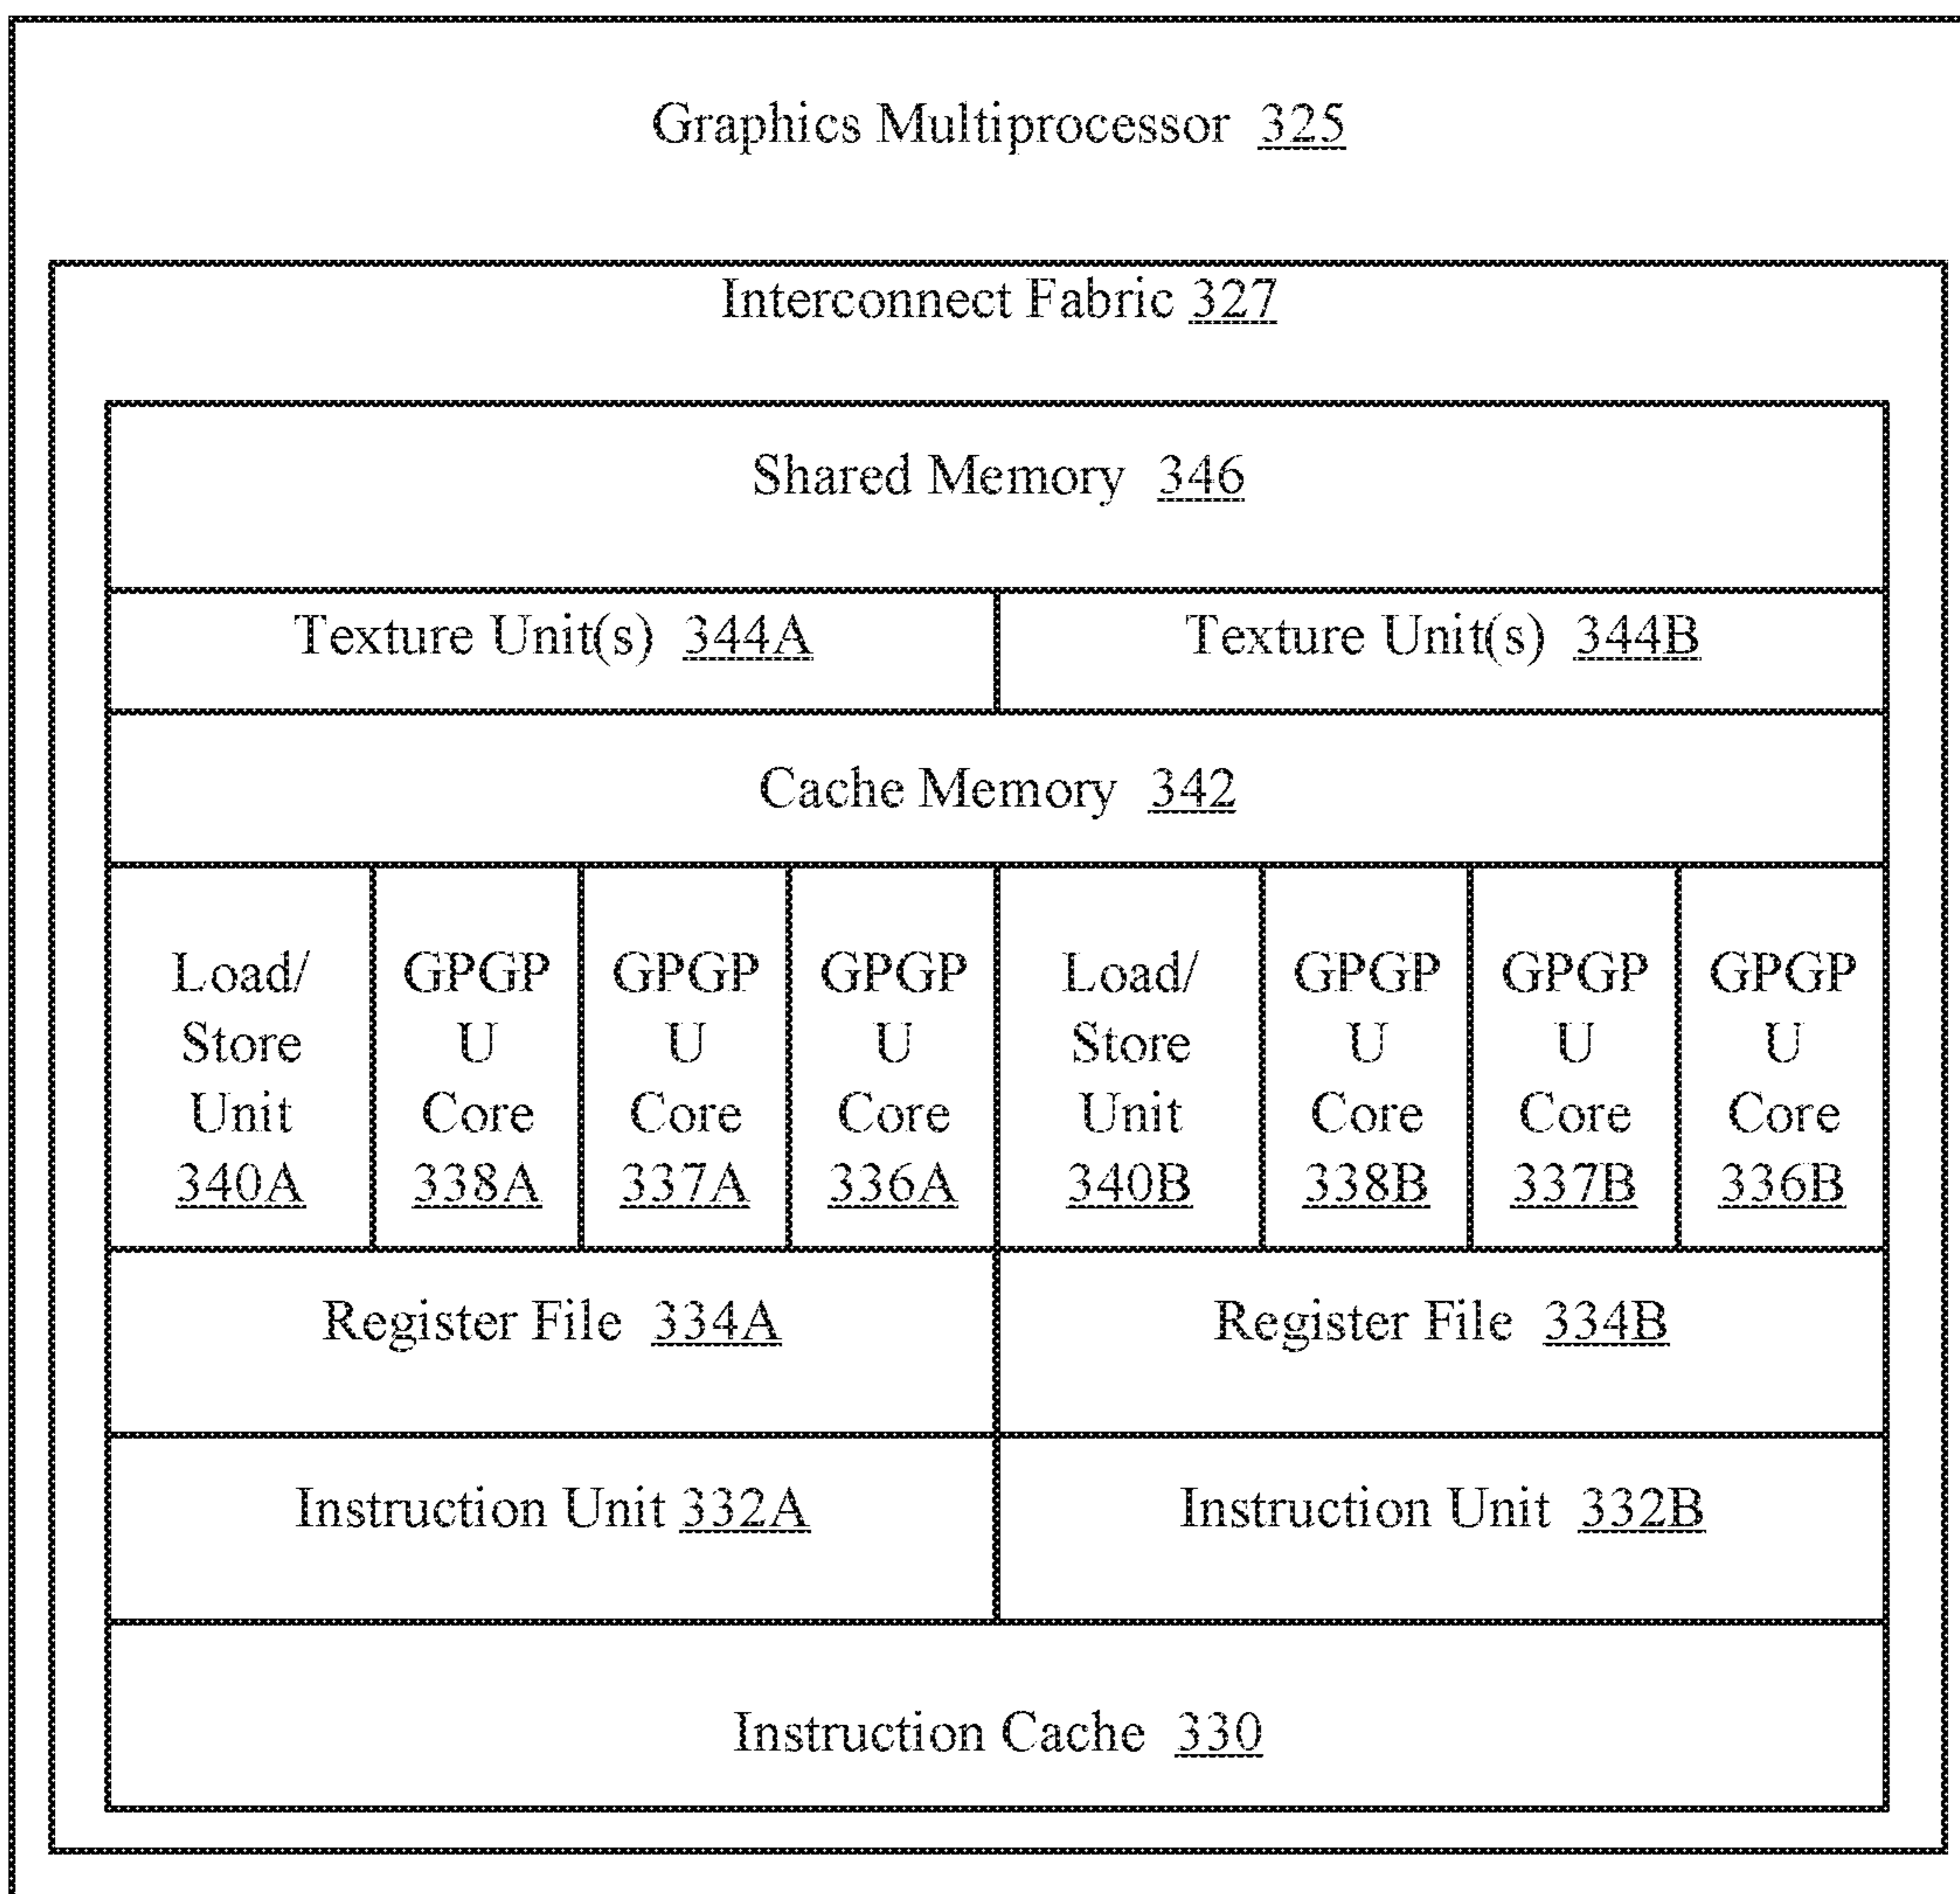 Graphics Multiprocessor 325
Interconnect Fabric 327
Shared Memory 346
Texture Unit(s) 344A
Texture Unit(s) 344B
Cache Memory 342
Load/
Store
Unit
340A
GPGP
U
Core
338A
GPGP
U
Core
337A
GPGP
U
Core
336A
Load/
Store
Unit
340B
GPGP
U
Core
338B
GPGP
U
Core
337B
GPGP
U
Core
336B
Register File 334A
Register File 334B
Instruction Unit 332A
Instruction Unit 332B
Instruction Cache 330